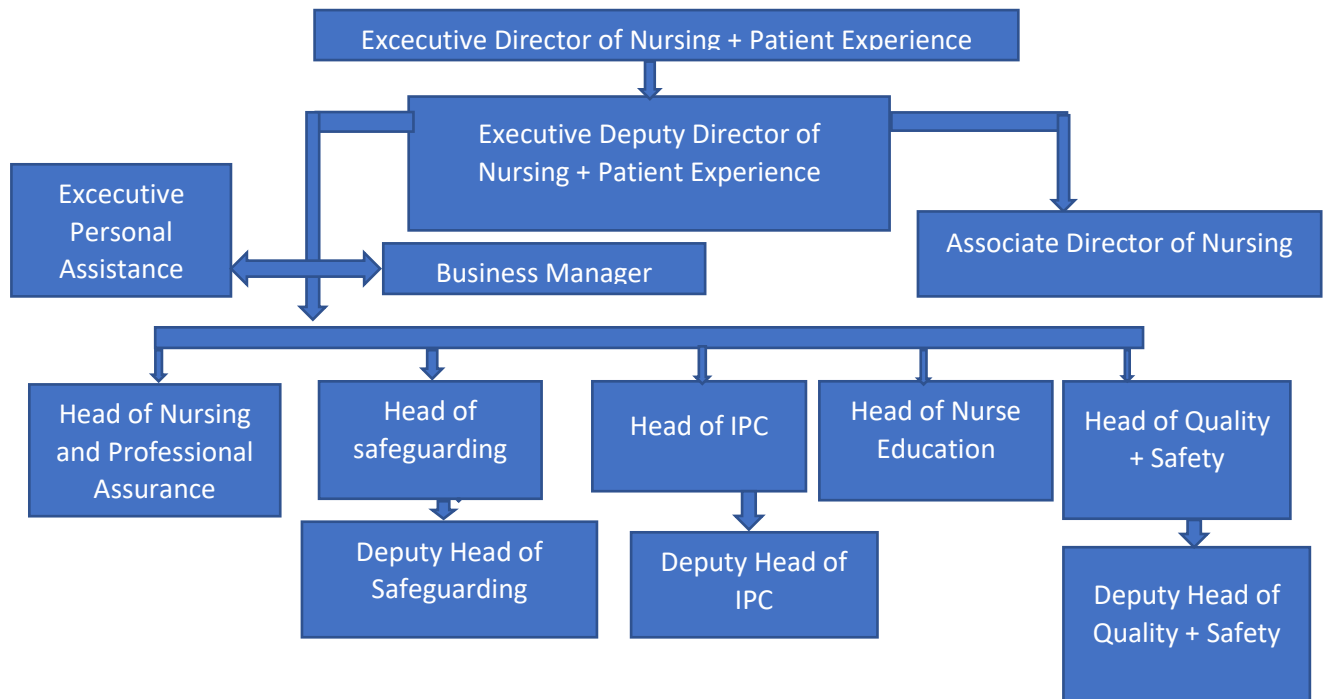 Excecutive Director of Nursing + Patient Experience
Executive Deputy Director of
Nursing + Patient Experience
Excecutive
Personal
Assistance
Business Manager
Associate Director of Nursing
Head of Nursing
and Professional
Assurance
Head of
safeguarding
Head of IPC
Head of Nurse
Education
Head of Quality
+ Safety
Deputy Head of
Safeguarding
Deputy Head of
IPC
Deputy Head of
Quality + Safety